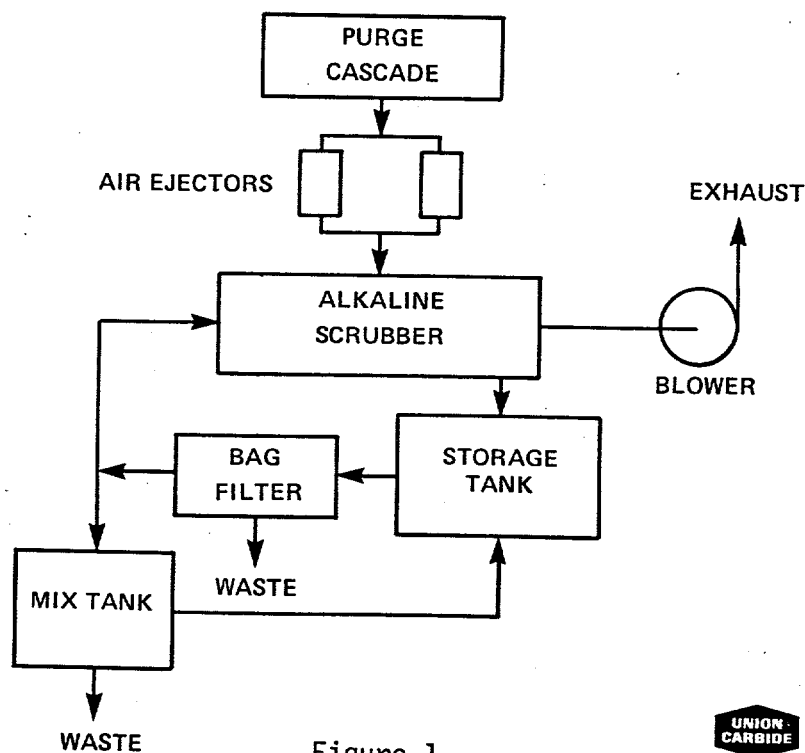 PURGE
CASCADE
AIR EJECTORS
EXHAUST
ALKALINE
SCRUBBER
BLOWER
BAG
FILTER
STORAGE
TANK
WASTE
MIX TANK
WASTE
Figure 1
UNION
CARBIDE